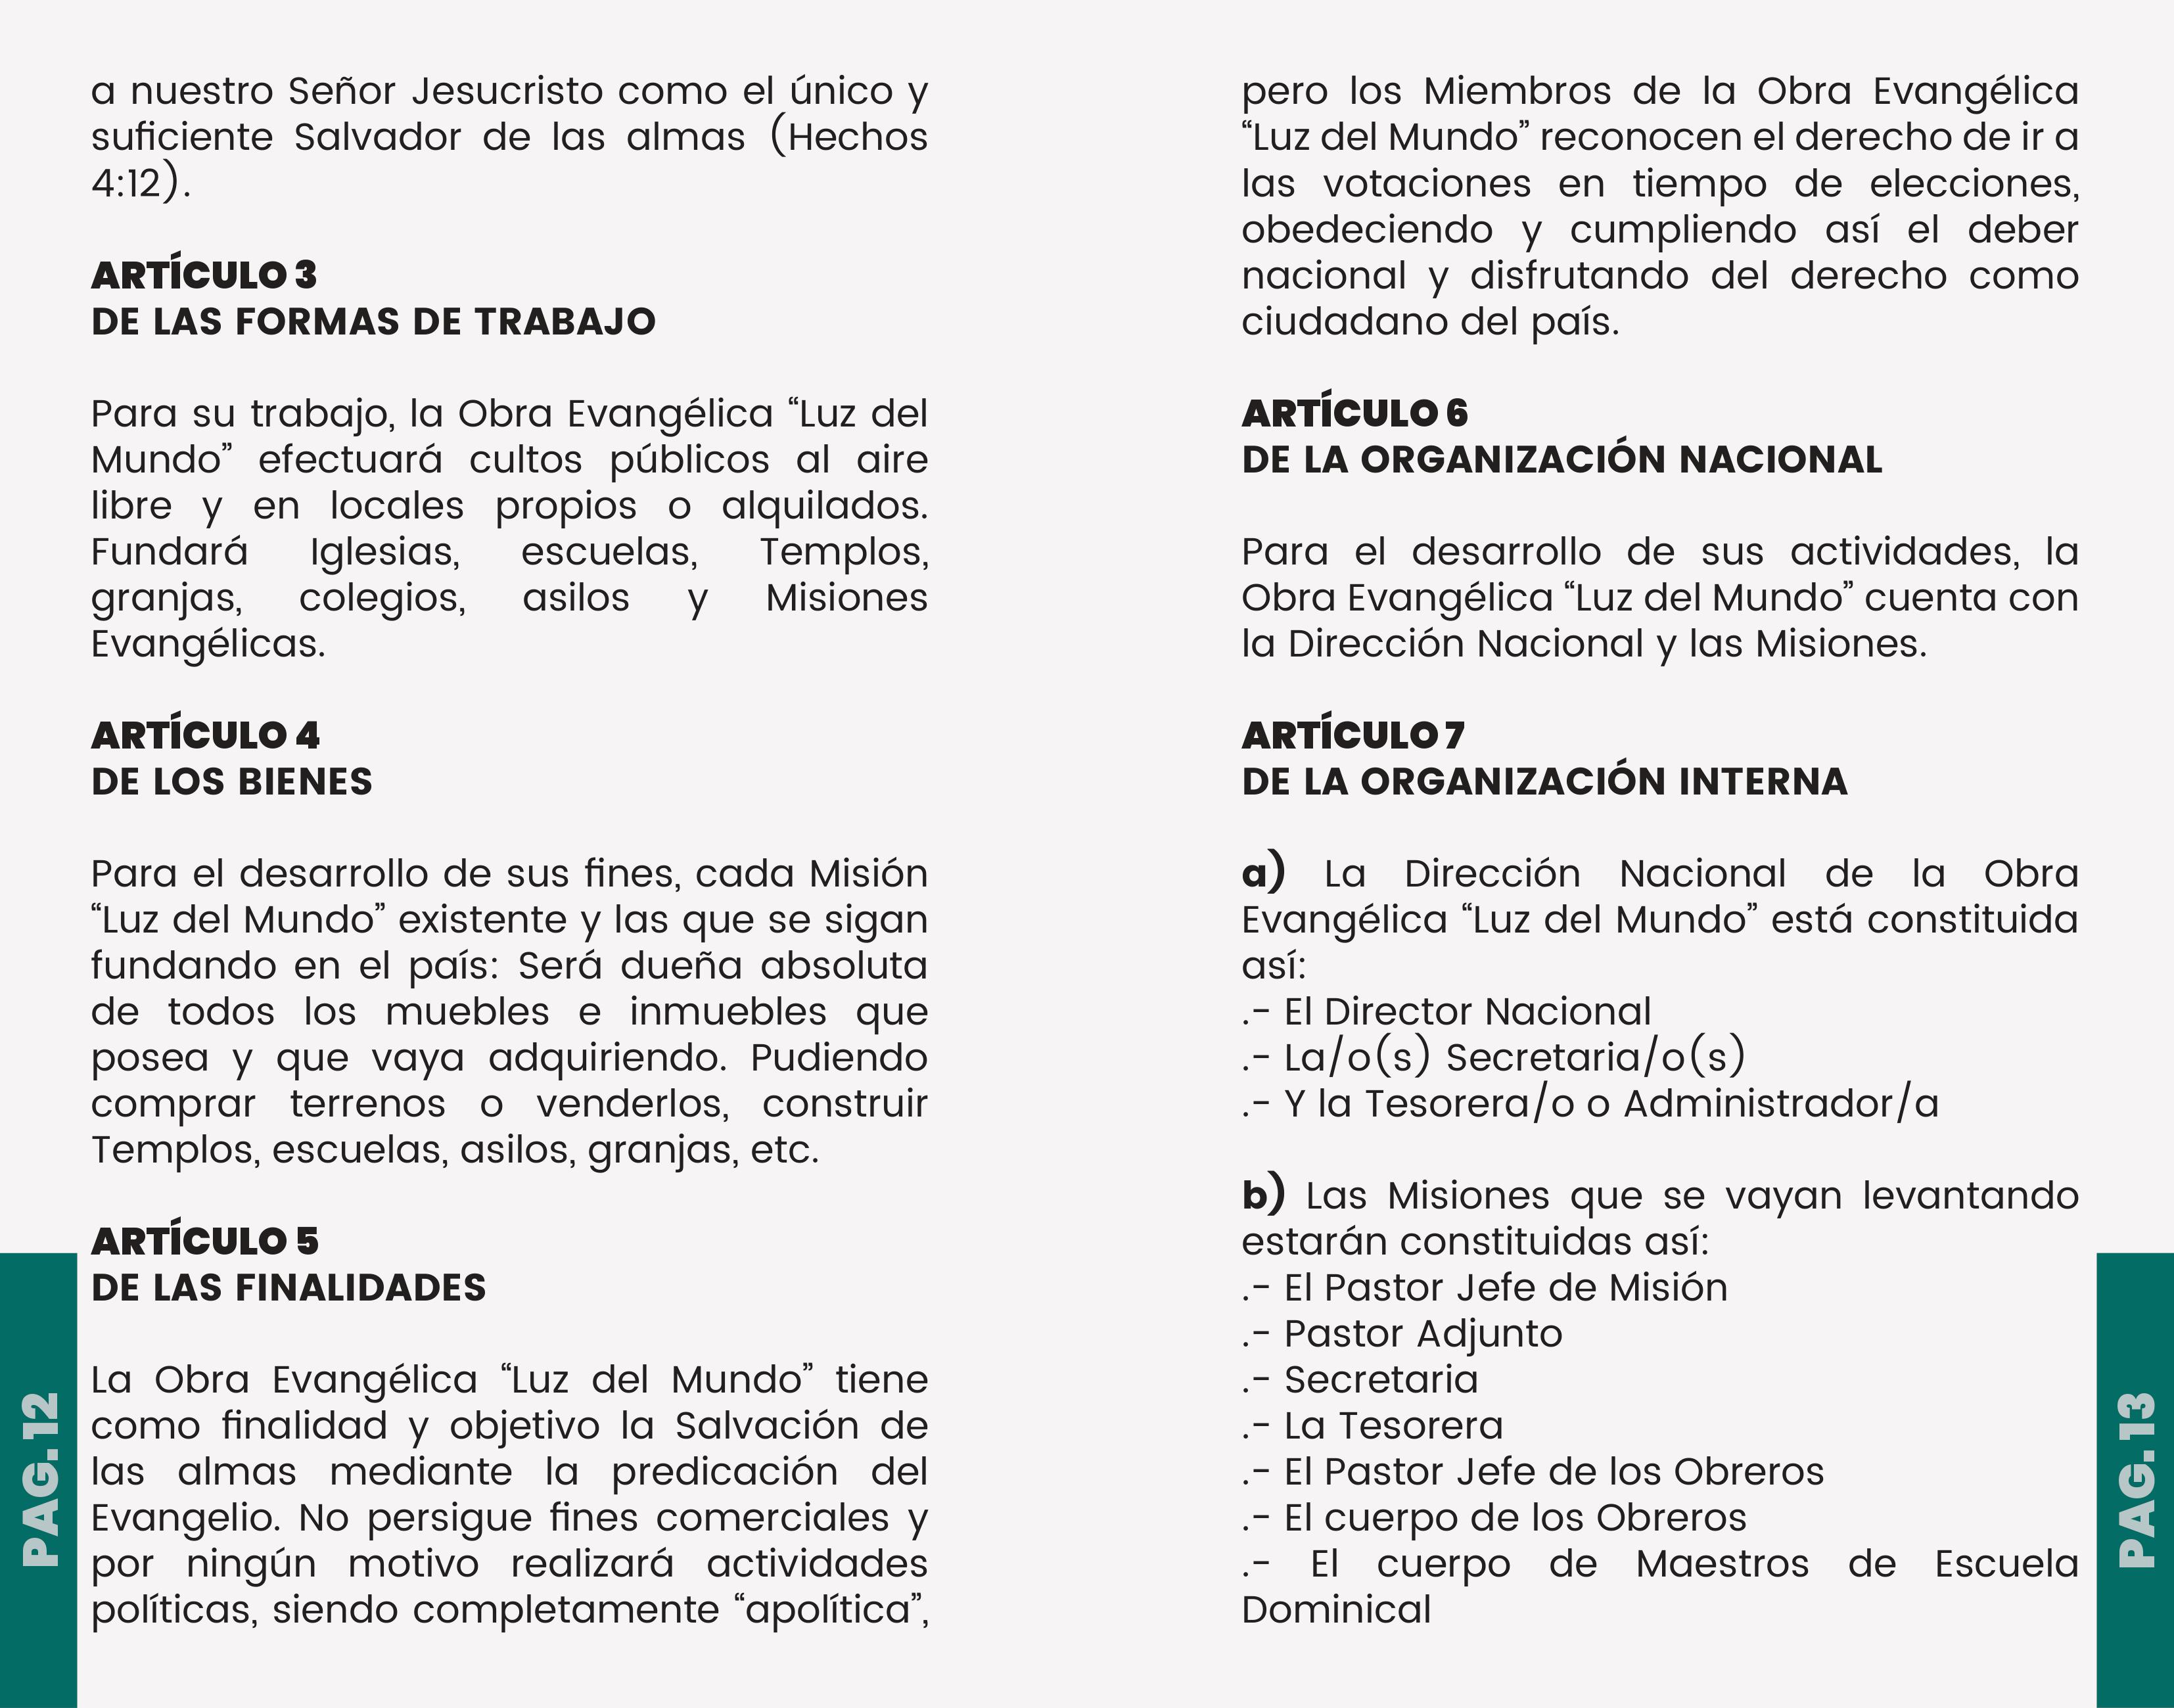 a nuestro Señor Jesucristo como el único y
suficiente Salvador de las almas (Hechos
4:12).
ARTÍCULO 3
DE LAS FORMAS DE TRABAJO
Para su trabajo, la Obra Evangélica “Luz del
Mundo” efectuará cultos públicos al aire
libre y en locales propios o alquilados.
Fundará Iglesias, escuelas, Templos,
granjas, colegios, asilos y Misiones
Evangélicas.
ARTÍCULO 4
DE LOS BIENES
Para el desarrollo de sus fines, cada Misión
“Luz del Mundo” existente y las que se sigan
fundando en el país: Será dueña absoluta
de todos los muebles e inmuebles que
posea y que vaya adquiriendo. Pudiendo
comprar terrenos o venderlos, construir
Templos, escuelas, asilos, granjas, etc.
ARTÍCULO 5
DE LAS FINALIDADES
La Obra Evangélica “Luz del Mundo” tiene
como finalidad y objetivo la Salvación de
las almas mediante la predicación del
Evangelio. No persigue fines comerciales y
por ningún motivo realizará actividades
políticas, siendo completamente “apolítica”,
PAG. 12
pero los Miembros de la Obra Evangélica
“Luz del Mundo” reconocen el derecho de ir a
las votaciones en tiempo de elecciones,
obedeciendo y cumpliendo así el deber
nacional y disfrutando del derecho como
ciudadano del país.
ARTÍCULO 6
DE LA ORGANIZACIÓN NACIONAL
Para el desarrollo de sus actividades, la
Obra Evangélica “Luz del Mundo” cuenta con
la Dirección Nacional y las Misiones.
ARTÍCULO 7
DE LA ORGANIZACIÓN INTERNA
a) La Dirección Nacional de la Obra
Evangélica “Luz del Mundo” está constituida
así:
.- El Director Nacional
.- La/o(s) Secretaria/o(s)
.- Y la Tesorera/o o Administrador/a
b) Las Misiones que se vayan levantando
estarán constituidas así:
.- El Pastor Jefe de Misión
.- Pastor Adjunto
.- Secretaria
.- La Tesorera
.- El Pastor Jefe de los Obreros
.- El cuerpo de los Obreros
.- El cuerpo de Maestros de Escuela
Dominical
PAG. 13